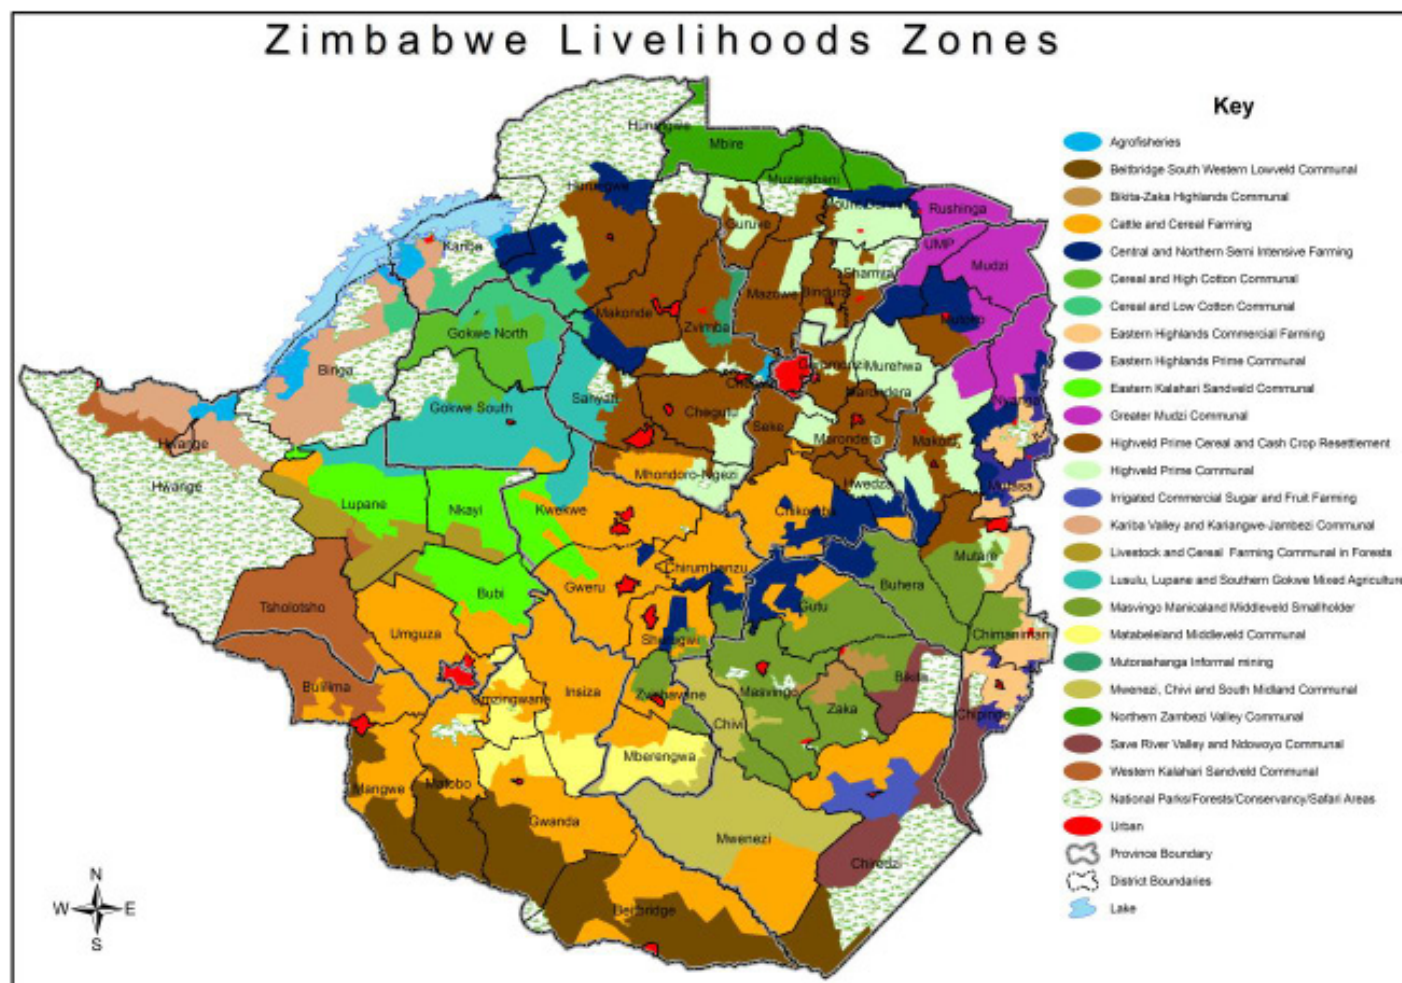 Zimbabwe Livelihoods Zones
Key
Agrofisheries
Beitbridge South Western Lowveld Communal
Bikita-Zaka Highlands Communal
Cattle and Cereal Farming
Central and Northern Semi Intensive Farming
Cereal and High Cotton Communal
Cereal and Low Cotton Communal
Eastern Highlands Commercial Farming
Eastern Highlands Prime Communal
Eastern Kalahari Sandveld Communal
Greater Mudzi Communal
Highveld Prime Cereal and Cash Crop Resettlement
Highveld Prime Communal
Irrigated Commercial Sugar and Fruit Farming
Kariba Valley and Kariangwe-Jambezi Communal
Livestock and Cereal Farming Communal in Forests
Lusulu, Lupane and Southern Gokwe Mixed Agriculture
Masvingo Manicaland Middleveld Smallholder
Matabeleland Middleveld Communal
Mutorashanga Informal mining
Mwenezi, Chivi and South Midland Communal
Northern Zambezi Valley Communal
Save River Valley and Ndowoyo Communal
Western Kalahari Sandveld Communal
National Parks/Forests/Conservancy/Safari Areas
Urban
Province Boundary
District Boundaries
Lake
Hurungwe
Mbire
Muzarabani
Hurungwe
Rushinga
Guruve
Kariba
UMP
Mudzi
Shamva
Mazowe
Bindura
Makonde
Zvimba
Mutoko
Gokwe North
Murehwa
Binga
Marondera
Nyanga
Sanyati
Chegutu
Gokwe South
Seke
Marondera
Makoni
Hwange
Mhondoro-Ngezi
Hwedza
Mutasa
Hwange
Lupane
Nkayi
Kwekwe
Chikomba
Mutare
Chirumhanzu
Buhera
Gweru
Bubi
Gutu
Tsholotsho
Umguza
Shurugwi
Chimanimani
Bikita
Bulilima
Insiza
Zvishavane
Masvingo
Umzingwane
Zaka
Chivi
Chipinge
Mberengwa
Matobo
Mangwe
Gwanda
Mwenezi
Chiredzi
Beitbridge
N
W
E
S